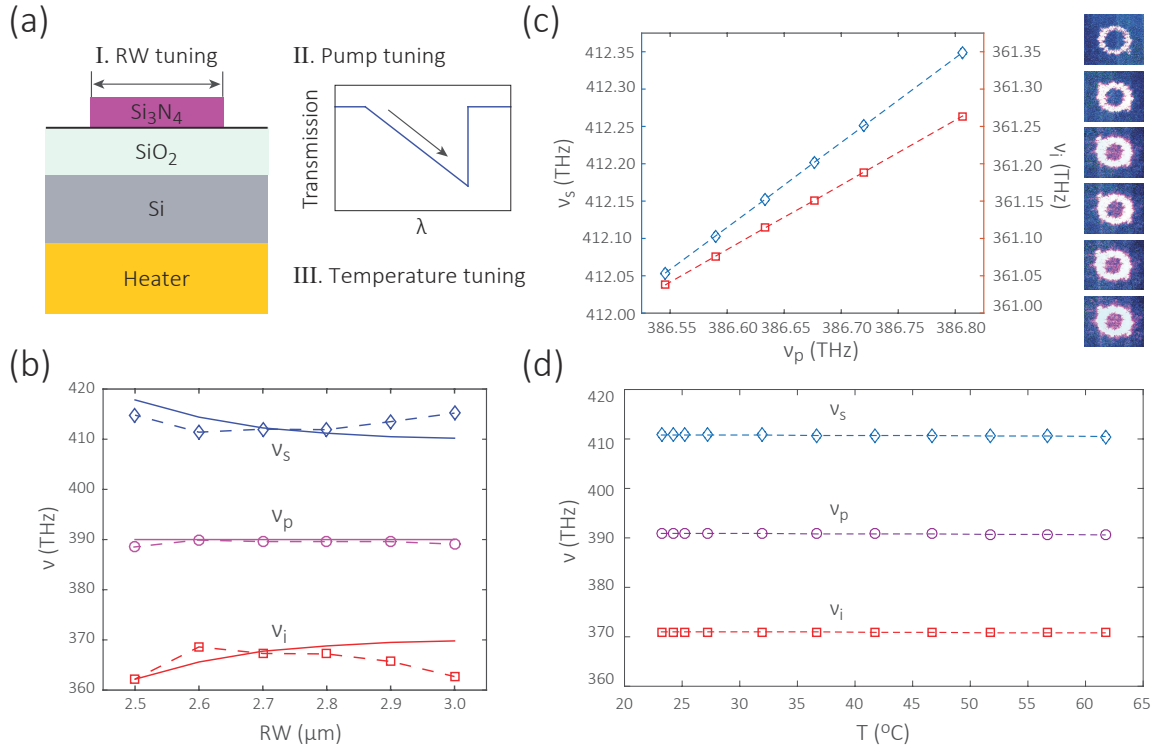 (a)
I. RW tuning
Si3N4
SiO2
Si
Heater
II. Pump tuning
Transmission
λ
III. Temperature tuning
(c)
412.35
412.30
412.25
412.20
412.15
412.10
412.05
412.00
νs (THz)
361.35
361.30
361.25
361.20
361.15
361.10
361.05
361.00
νi (THz)
386.55 386.60 386.65 386.70 386.75 386.80
νp (THz)
(b)
420
410
400
390
380
370
360
ν (THz)
νs
νp
νi
2.5 2.6 2.7 2.8 2.9 3.0
RW (µm)
(d)
420
410
400
390
380
370
360
ν (THz)
νs
νp
νi
20 25 30 35 40 45 50 55 60 65
T (ºC)